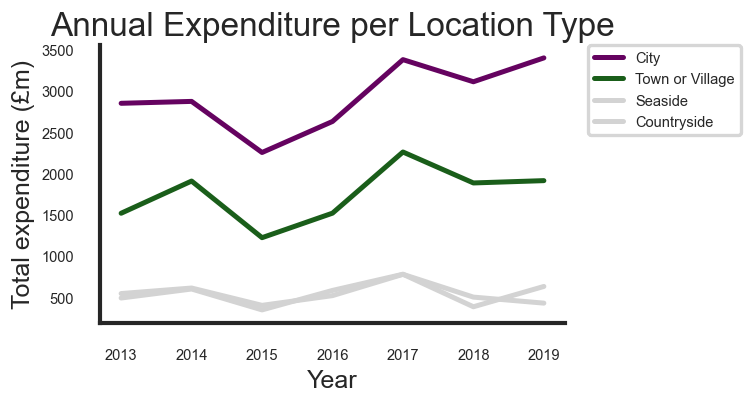 Annual Expenditure per Location Type
3500
3000
2500
2000
1500
1000
500
Total expenditure (£m)
2013 2014 2015 2016 2017 2018 2019
Year
City
Town or Village
Seaside
Countryside